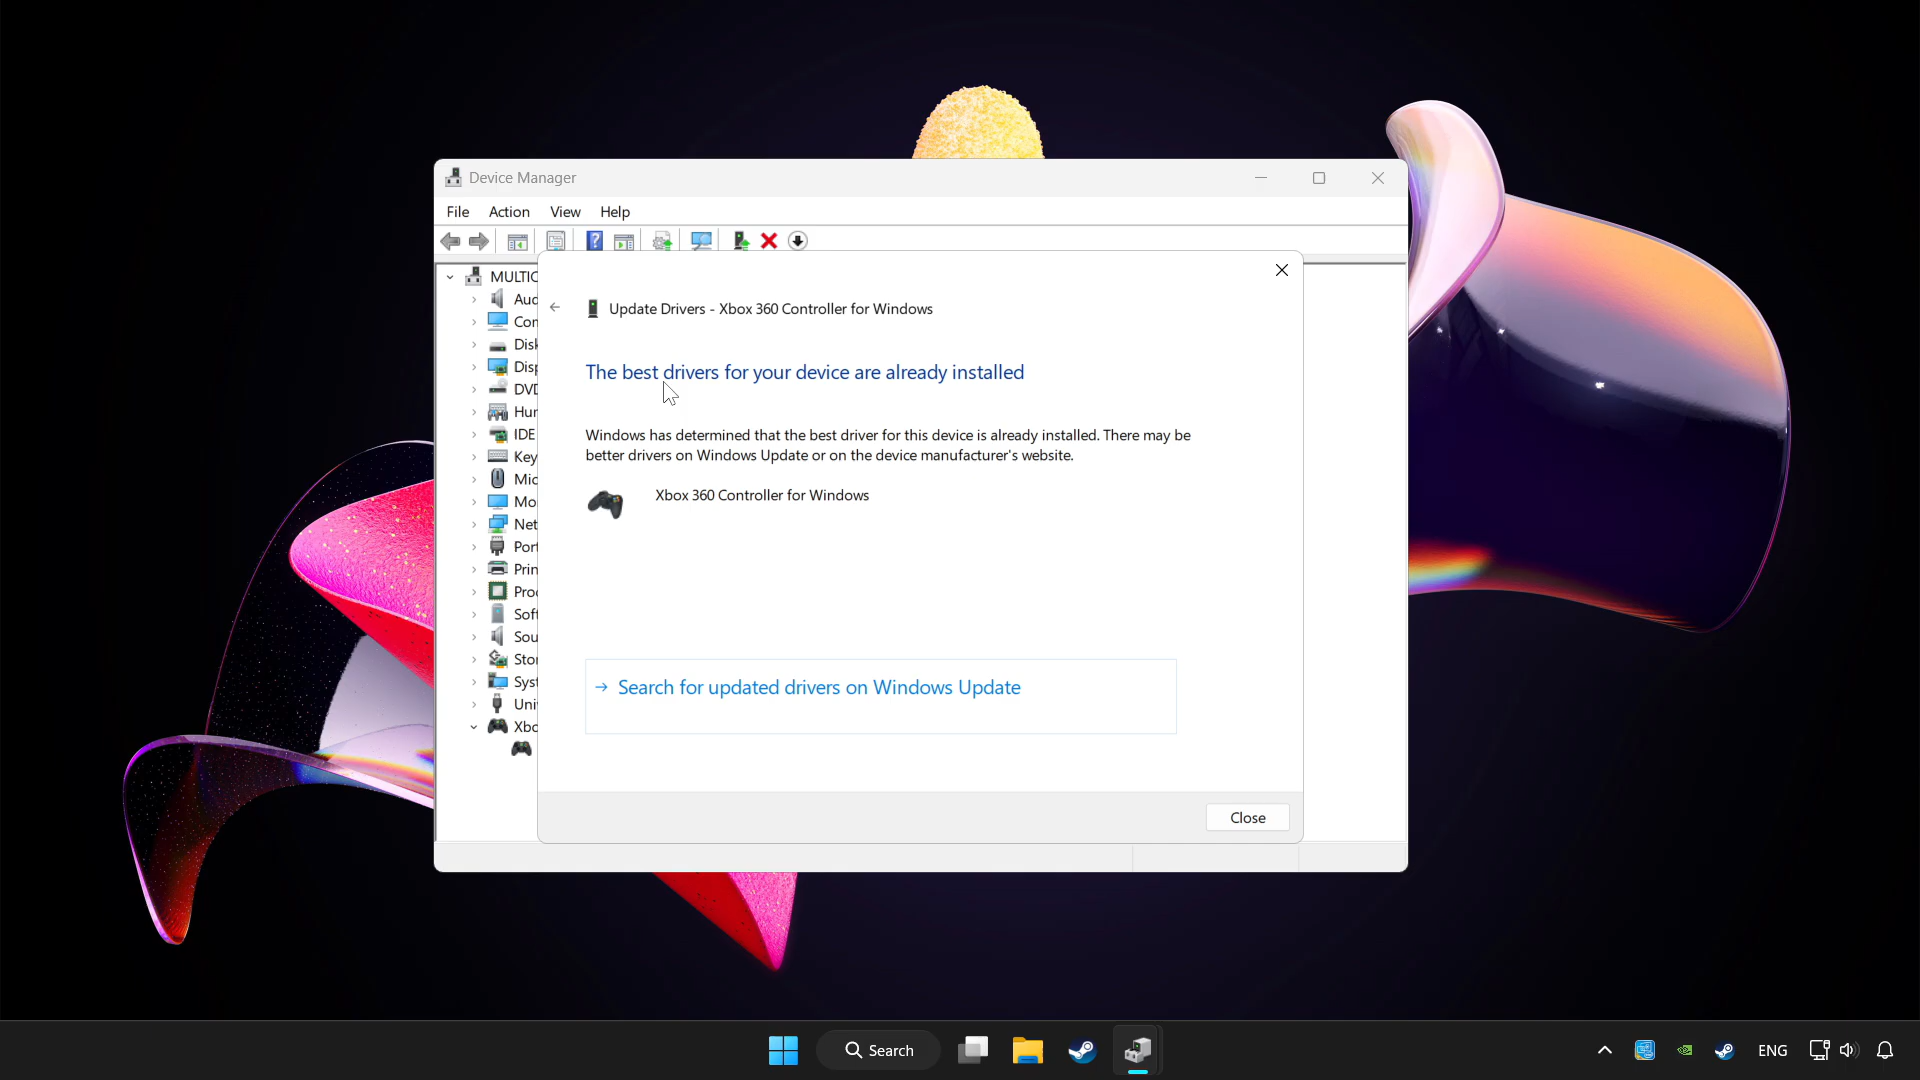 Device Manager
File Action View Help
MULTIC
Aud
Con
Disk
Disp
DVD
Hur
IDE
Key
Mic
Mo
Net
Port
Prin
Proc
Soft
Sou
Stor
Syst
Uni
Xbo
Update Drivers - Xbox 360 Controller for Windows
The best drivers for your device are already installed
Windows has determined that the best driver for this device is already installed. There may be
better drivers on Windows Update or on the device manufacturer's website.
Xbox 360 Controller for Windows
Search for updated drivers on Windows Update
Close
Search
ENG